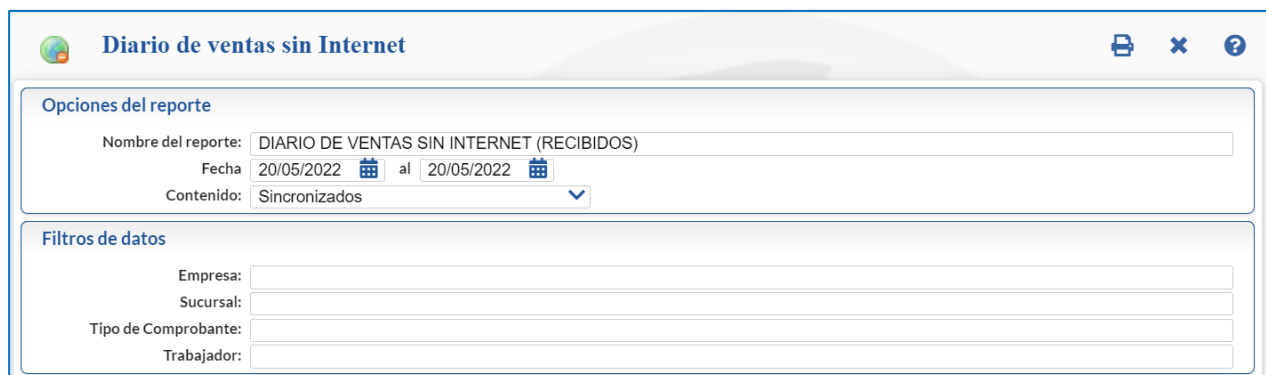 Diario de ventas sin Internet
Opciones del reporte
Nombre del reporte: DIARIO DE VENTAS SIN INTERNET (RECIBIDOS)
Fecha 20/05/2022 al 20/05/2022
Contenido: Sincronizados
Filtros de datos
Empresa:
Sucursal:
Tipo de Comprobante:
Trabajador: